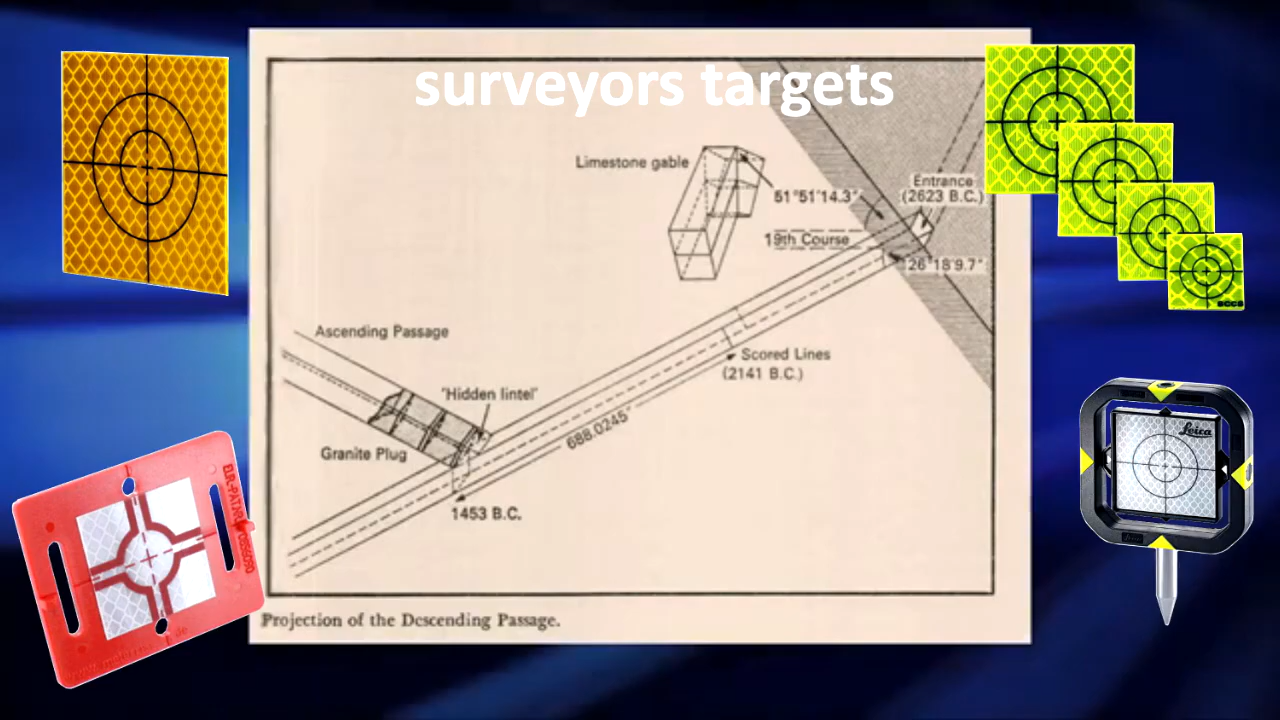 surveyors targets
Limestone gable
51°51'14.3"
Entrance
(2623 B.C.)
19th Course
26°18'9.7"
Ascending Passage
Scored Lines
(2141 B.C.)
'Hidden lintel'
688.0245"
Granite Plug
1453 B.C.
Projection of the Descending Passage.
Leica
SCCS